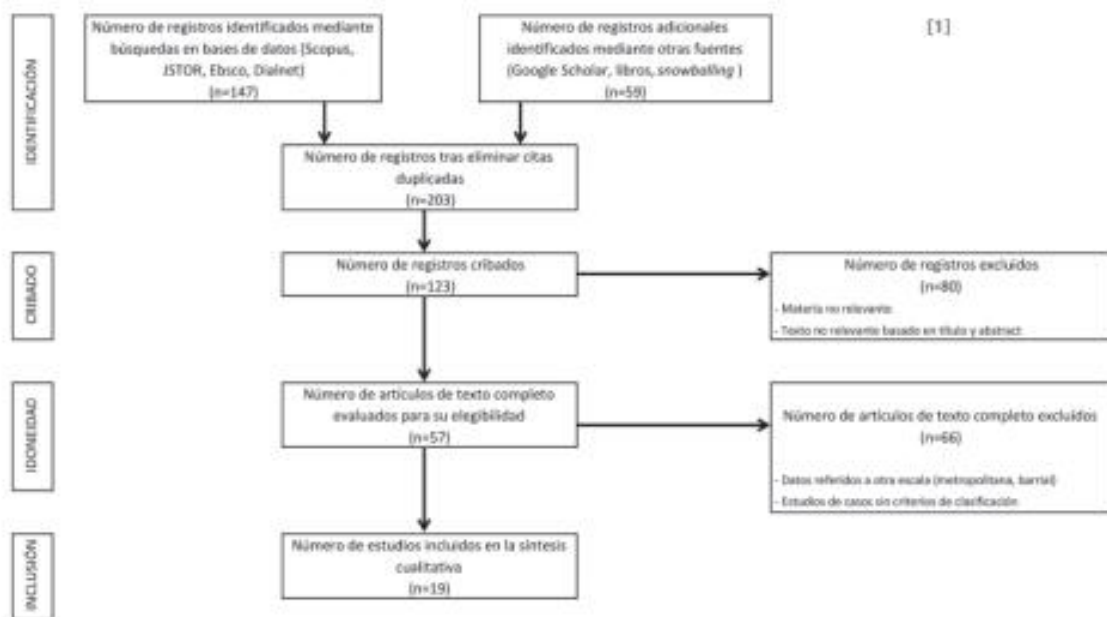 IDENTIFICACIÓN
Número de registros identificados mediante
búsquedas en bases de datos (Scopus,
JSTOR, Ebsco, Dialnet)
(n=147)
Número de registros adicionales
identificados mediante otras fuentes
(Google Scholar, libros, snowballing )
(n=59)
[1]
Número de registros tras eliminar citas
duplicadas
(n=203)
CRIBADO
Número de registros cribados
(n=123)
Número de registros excluidos
(n=80)
- Materia no relevante
- Texto no relevante basado en título y abstract
IDONEIDAD
Número de artículos de texto completo
evaluados para su elegibilidad
(n=57)
Número de artículos de texto completo excluidos
(n=66)
- Datos referidos a otra escala (metropolitana, barrial)
- Estudios de casos sin criterios de clasificación
INCLUSIÓN
Número de estudios incluidos en la síntesis
cualitativa
(n=19)